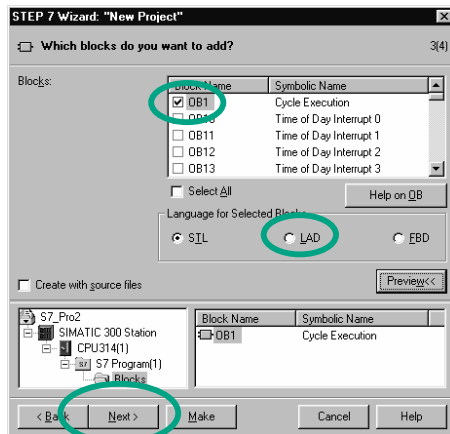 STEP 7 Wizard: "New Project"
Which blocks do you want to add? 3(4)
Blocks:
Block Name Symbolic Name
OB1 Cycle Execution
OB10 Time of Day Interrupt 0
OB11 Time of Day Interrupt 1
OB12 Time of Day Interrupt 2
OB13 Time of Day Interrupt 3
Select All
Help on OB
Language for Selected Blocks
STL LAD FBD
Create with source files
Preview<<
S7_Pro2
SIMATIC 300 Station
CPU314(1)
S7 Program(1)
Blocks
Block Name Symbolic Name
OB1 Cycle Execution
< Back Next > Make Cancel Help